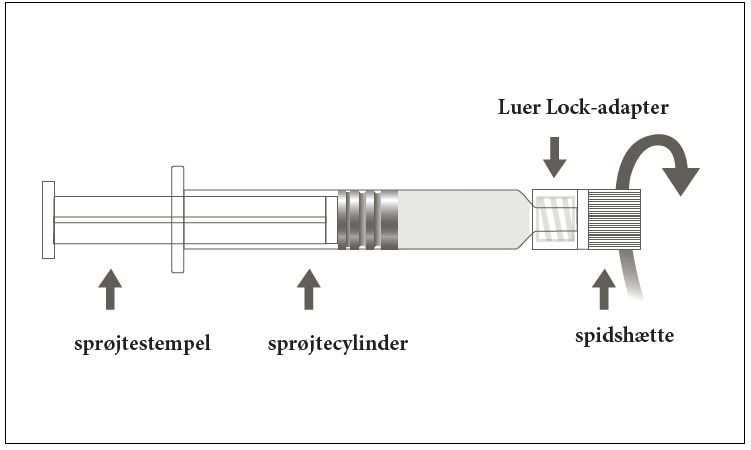 Luer Lock-adapter
sprøjtestempel
sprøjtecylinder
spidshætte